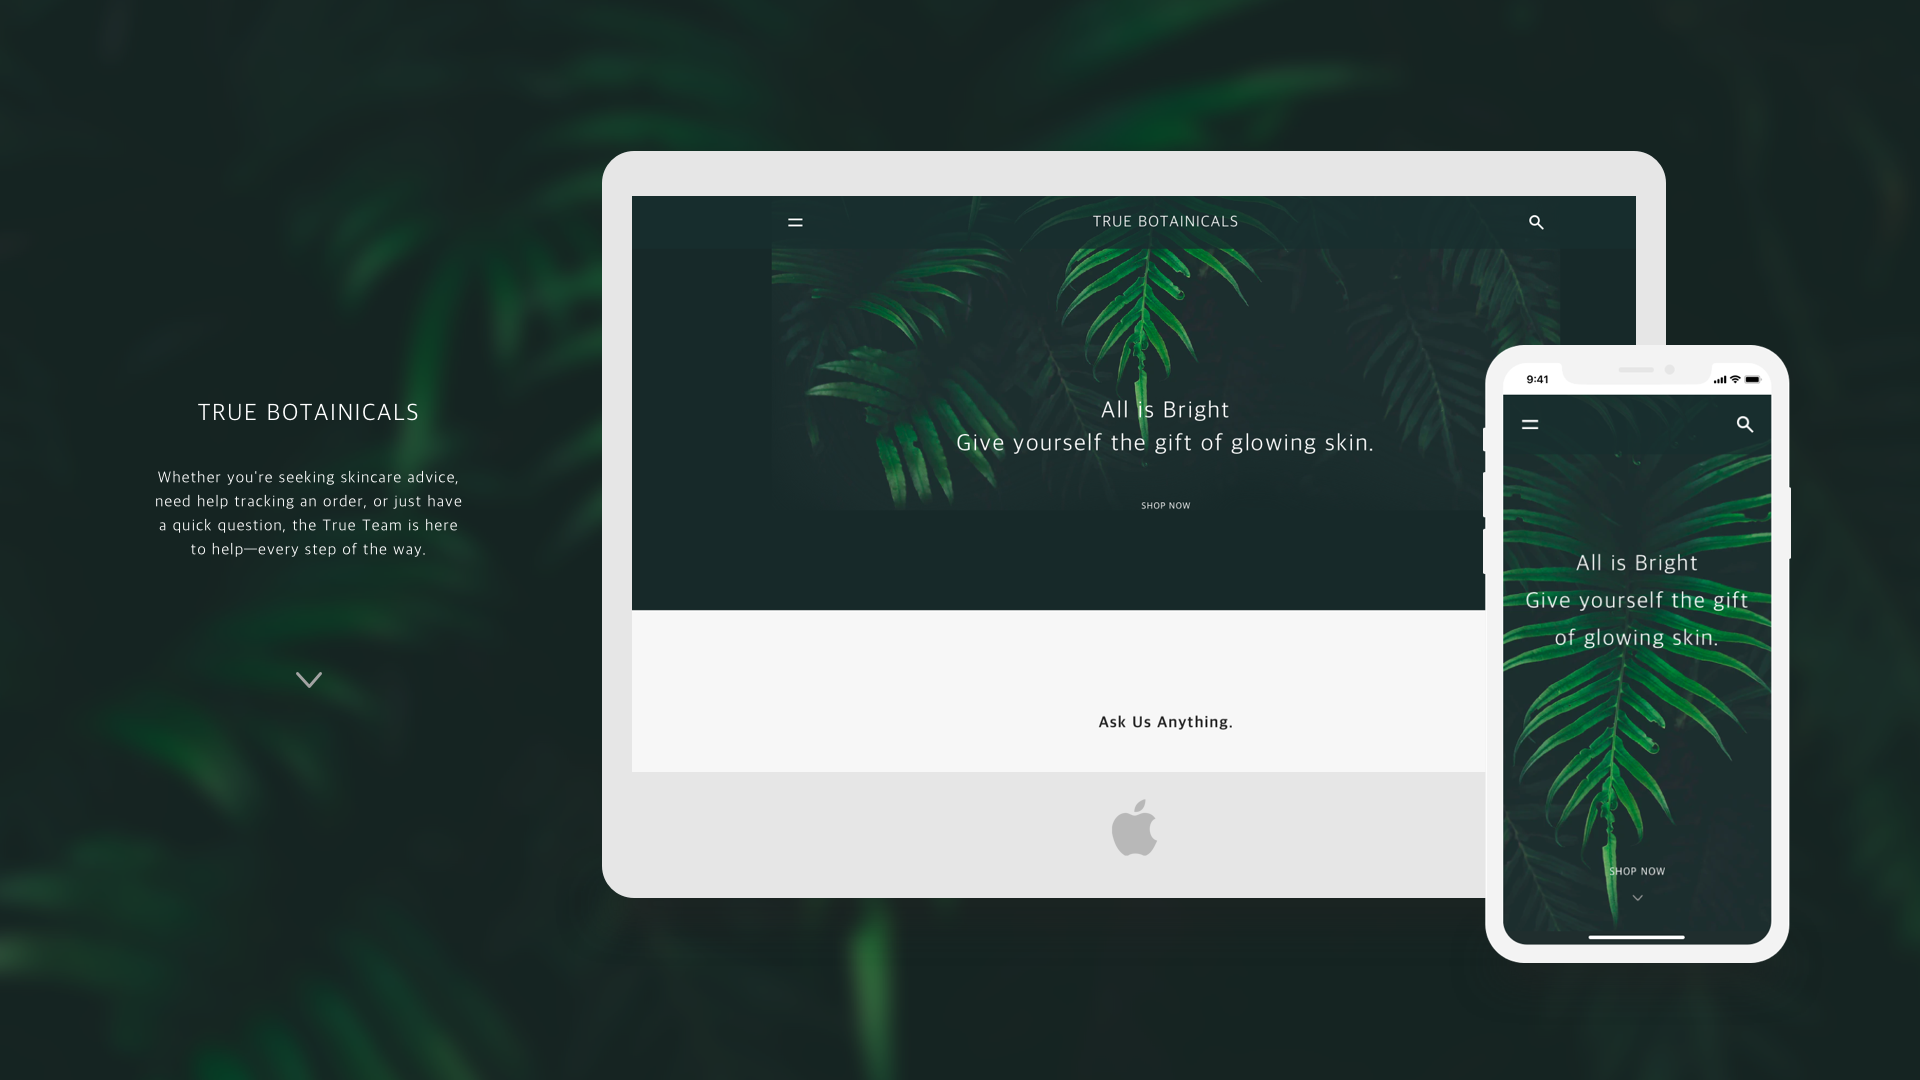 TRUE BOTAINICALS
Whether you're seeking skincare advice,
need help tracking an order, or just have
a quick question, the True Team is here
to help—every step of the way.
TRUE BOTAINICALS
All is Bright
Give yourself the gift of glowing skin.
SHOP NOW
Ask Us Anything.
9:41
All is Bright
Give yourself the gift
of glowing skin.
SHOP NOW